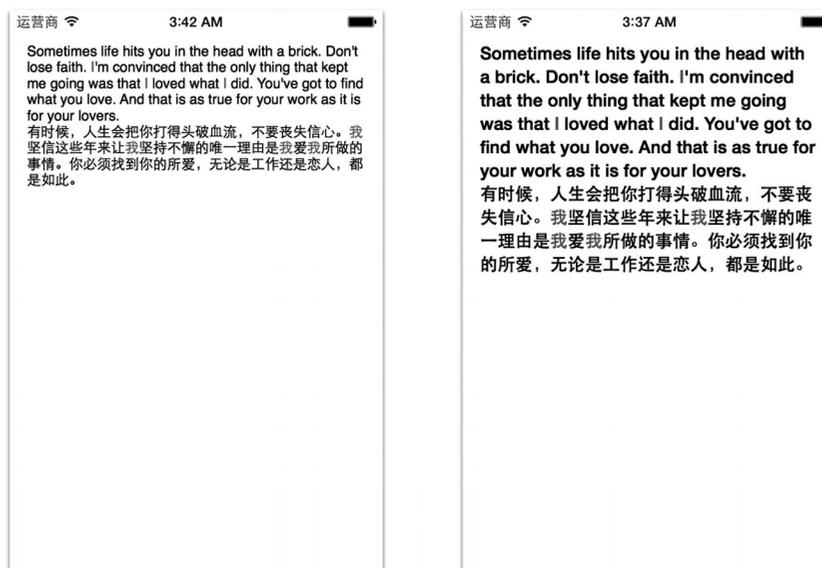 运营商
3:42 AM
Sometimes life hits you in the head with a brick. Don't
lose faith. I'm convinced that the only thing that kept
me going was that I loved what I did. You've got to find
what you love. And that is as true for your work as it is
for your lovers.
有时候，人生会把你打得头破血流，不要丧失信心。我
坚信这些年来让我坚持不懈的唯一理由是我爱我所做的
事情。你必须找到你的所爱，无论是工作还是恋人，都
是如此。
运营商
3:37 AM
Sometimes life hits you in the head with
a brick. Don't lose faith. I'm convinced
that the only thing that kept me going
was that I loved what I did. You've got to
find what you love. And that is as true for
your work as it is for your lovers.
有时候，人生会把你打得头破血流，不要丧
失信心。我坚信这些年来让我坚持不懈的唯
一理由是我爱我所做的事情。你必须找到你
的所爱，无论是工作还是恋人，都是如此。